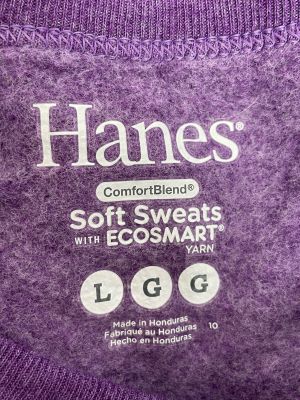 Hanes®
ComfortBlend®
Soft Sweats
WITH ECOSMART®
YARN
L G G
Made in Honduras
Fabriqué au Honduras 10
Hecho en Honduras